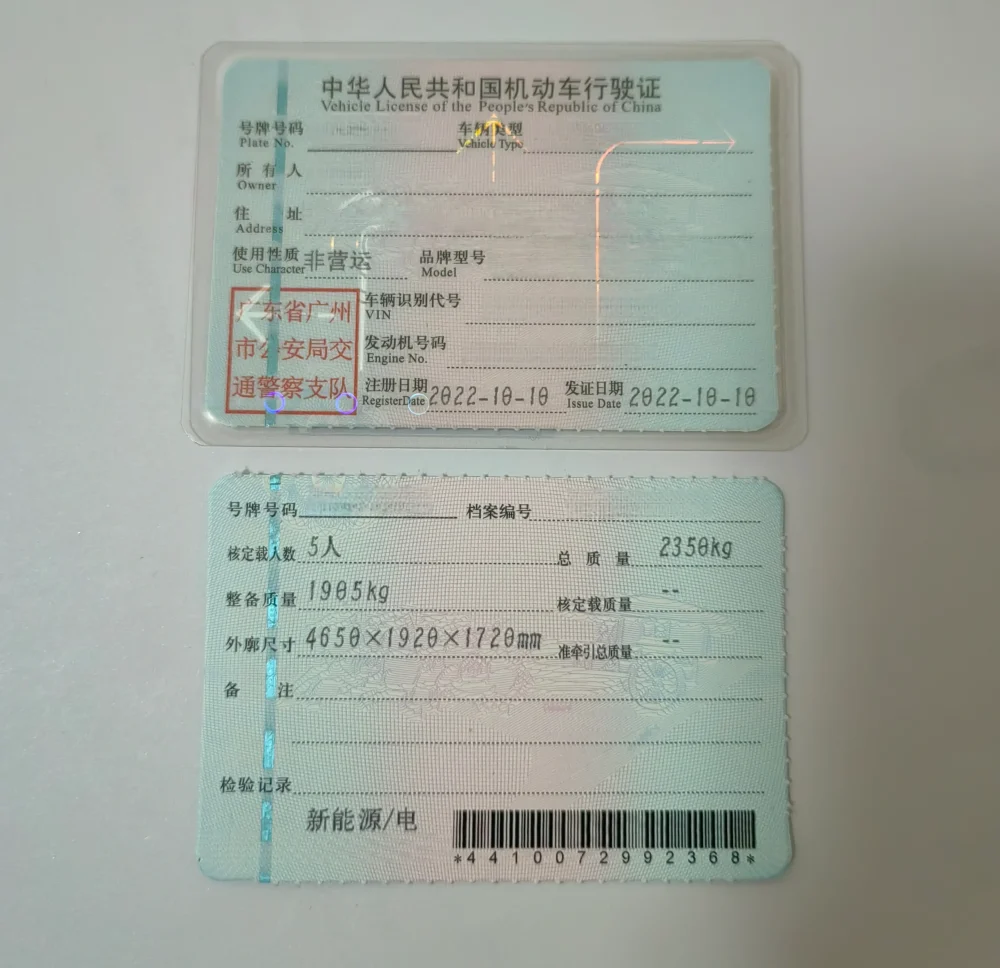 中华人民共和国机动车行驶证
Vehicle License of the People's Republic of China
号牌号码 车辆类型
Plate No. Vehicle Type
所有人
Owner
住址
Address
使用性质 非营运 品牌型号
Use Character Model
广东省广州
市公安局交
通警察支队
车辆识别代号
VIN
发动机号码
Engine No.
注册日期 2022-10-10 发证日期 2022-10-10
RegisterDate Issue Date
号牌号码 档案编号
核定载人数 5人 总质量 2350kg
整备质量 1905kg 核定载质量 --
外廓尺寸 4650×1920×1720mm 准牵引总质量 --
备注
检验记录
新能源/电
*4410072992368*